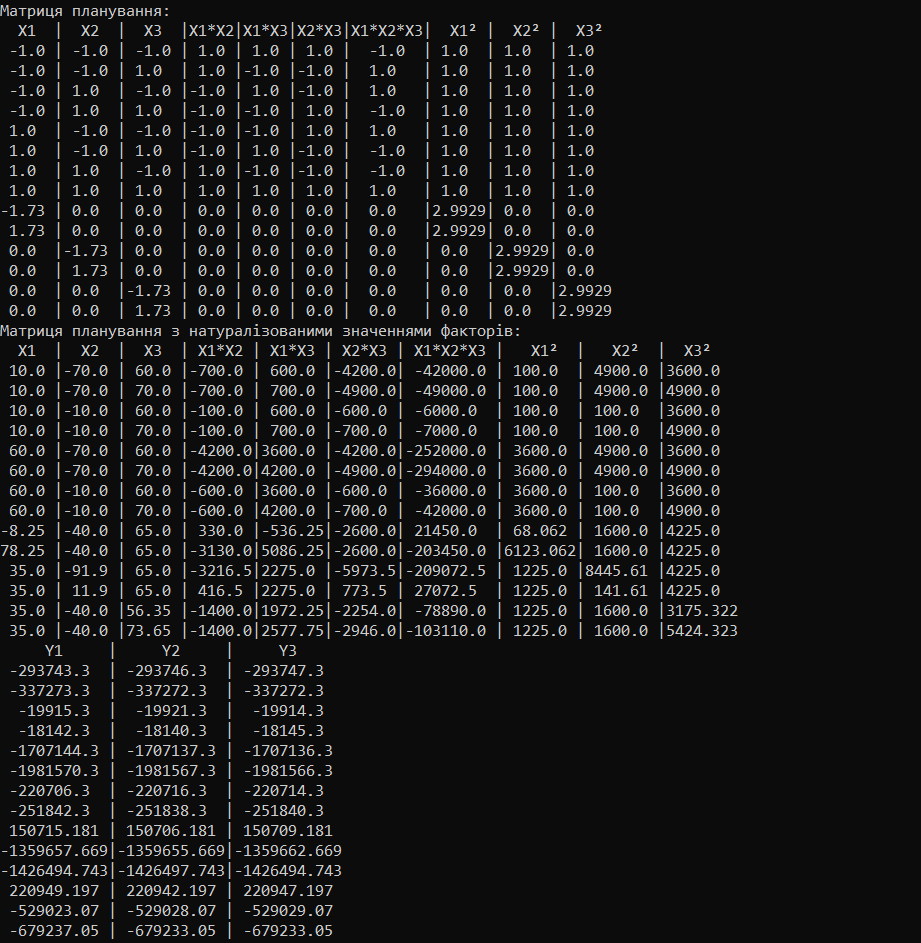 Матриця планування:
X1 | X2 | X3 |X1*X2|X1*X3|X2*X3|X1*X2*X3| X1² | X2² | X3²
-1.0 | -1.0 | -1.0 | 1.0 | 1.0 | 1.0 | -1.0 | 1.0 | 1.0 | 1.0
-1.0 | -1.0 | 1.0 | 1.0 |-1.0 |-1.0 | 1.0 | 1.0 | 1.0 | 1.0
-1.0 | 1.0 | -1.0 |-1.0 | 1.0 |-1.0 | 1.0 | 1.0 | 1.0 | 1.0
-1.0 | 1.0 | 1.0 |-1.0 |-1.0 | 1.0 | -1.0 | 1.0 | 1.0 | 1.0
1.0 | -1.0 | -1.0 |-1.0 |-1.0 | 1.0 | 1.0 | 1.0 | 1.0 | 1.0
1.0 | -1.0 | 1.0 |-1.0 | 1.0 |-1.0 | -1.0 | 1.0 | 1.0 | 1.0
1.0 | 1.0 | -1.0 | 1.0 |-1.0 |-1.0 | -1.0 | 1.0 | 1.0 | 1.0
1.0 | 1.0 | 1.0 | 1.0 | 1.0 | 1.0 | 1.0 | 1.0 | 1.0 | 1.0
-1.73 | 0.0 | 0.0 | 0.0 | 0.0 | 0.0 | 0.0 |2.9929| 0.0 | 0.0
1.73 | 0.0 | 0.0 | 0.0 | 0.0 | 0.0 | 0.0 |2.9929| 0.0 | 0.0
0.0 |-1.73 | 0.0 | 0.0 | 0.0 | 0.0 | 0.0 | 0.0 |2.9929| 0.0
0.0 | 1.73 | 0.0 | 0.0 | 0.0 | 0.0 | 0.0 | 0.0 |2.9929| 0.0
0.0 | 0.0 |-1.73 | 0.0 | 0.0 | 0.0 | 0.0 | 0.0 | 0.0 |2.9929
0.0 | 0.0 | 1.73 | 0.0 | 0.0 | 0.0 | 0.0 | 0.0 | 0.0 |2.9929
Матриця планування з натуралізованими значеннями факторів:
X1 | X2 | X3 | X1*X2 | X1*X3 | X2*X3 | X1*X2*X3 | X1² | X2² | X3²
10.0 |-70.0 | 60.0 |-700.0 | 600.0 |-4200.0| -42000.0 | 100.0 | 4900.0 |3600.0
10.0 |-70.0 | 70.0 |-700.0 | 700.0 |-4900.0| -49000.0 | 100.0 | 4900.0 |4900.0
10.0 |-10.0 | 60.0 |-100.0 | 600.0 |-600.0 | -6000.0 | 100.0 | 100.0 |3600.0
10.0 |-10.0 | 70.0 |-100.0 | 700.0 |-700.0 | -7000.0 | 100.0 | 100.0 |4900.0
60.0 |-70.0 | 60.0 |-4200.0|3600.0 |-4200.0|-252000.0 | 3600.0 | 4900.0 |3600.0
60.0 |-70.0 | 70.0 |-4200.0|4200.0 |-4900.0|-294000.0 | 3600.0 | 4900.0 |4900.0
60.0 |-10.0 | 60.0 |-600.0 |3600.0 |-600.0 | -36000.0 | 3600.0 | 100.0 |3600.0
60.0 |-10.0 | 70.0 |-600.0 |4200.0 |-700.0 | -42000.0 | 3600.0 | 100.0 |4900.0
-8.25 |-40.0 | 65.0 | 330.0 |-536.25|-2600.0| 21450.0 | 68.062 | 1600.0 |4225.0
78.25 |-40.0 | 65.0 |-3130.0|5086.25|-2600.0|-203450.0 |6123.062| 1600.0 |4225.0
35.0 |-91.9 | 65.0 |-3216.5|2275.0 |-5973.5|-209072.5 | 1225.0 |8445.61 |4225.0
35.0 | 11.9 | 65.0 | 416.5 |2275.0 | 773.5 | 27072.5 | 1225.0 | 141.61 |4225.0
35.0 |-40.0 |56.35 |-1400.0|1972.25|-2254.0| -78890.0 | 1225.0 | 1600.0 |3175.322
35.0 |-40.0 |73.65 |-1400.0|2577.75|-2946.0|-103110.0 | 1225.0 | 1600.0 |5424.323
Y1 | Y2 | Y3
-293743.3 | -293746.3 | -293747.3
-337273.3 | -337272.3 | -337272.3
-19915.3 | -19921.3 | -19914.3
-18142.3 | -18140.3 | -18145.3
-1707144.3 | -1707137.3 | -1707136.3
-1981570.3 | -1981567.3 | -1981566.3
-220706.3 | -220716.3 | -220714.3
-251842.3 | -251838.3 | -251840.3
150715.181 | 150706.181 | 150709.181
-1359657.669|-1359655.669|-1359662.669
-1426494.743|-1426497.743|-1426494.743
220949.197 | 220942.197 | 220947.197
-529023.07 | -529028.07 | -529029.07
-679237.05 | -679233.05 | -679233.05